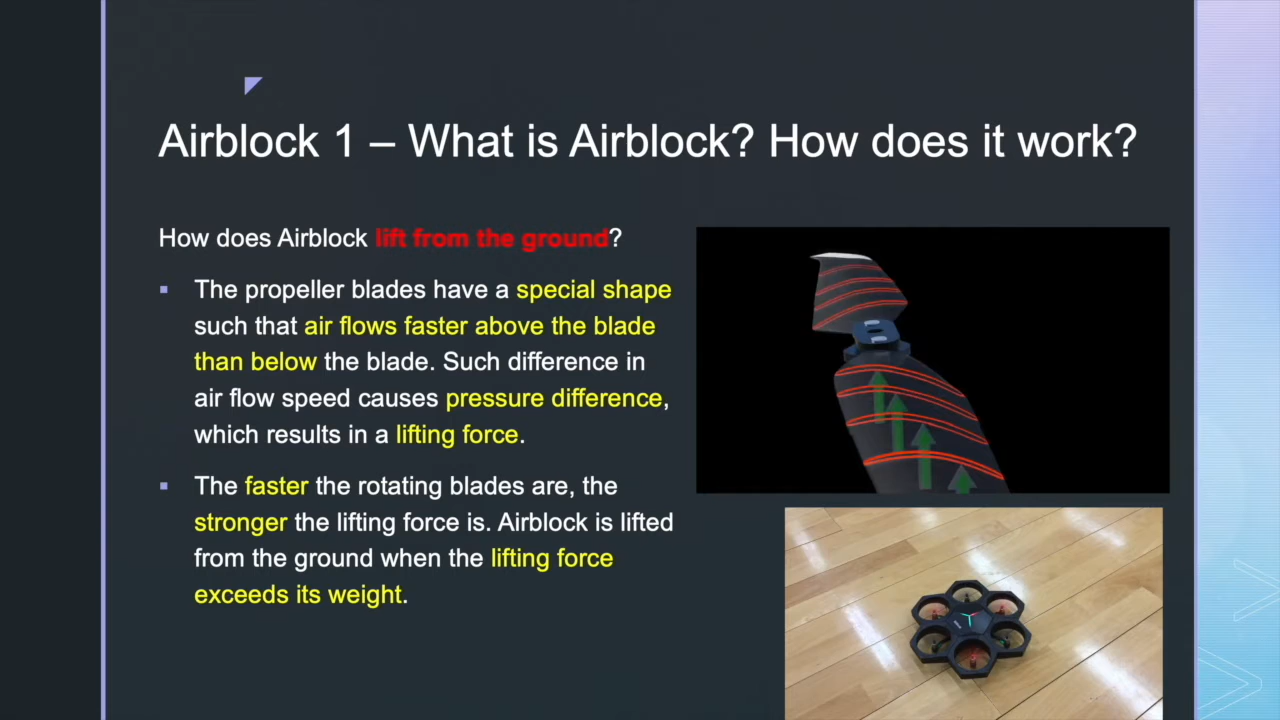 Airblock 1 – What is Airblock? How does it work?
How does Airblock lift from the ground?
▪ The propeller blades have a special shape
such that air flows faster above the blade
than below the blade. Such difference in
air flow speed causes pressure difference,
which results in a lifting force.
▪ The faster the rotating blades are, the
stronger the lifting force is. Airblock is lifted
from the ground when the lifting force
exceeds its weight.